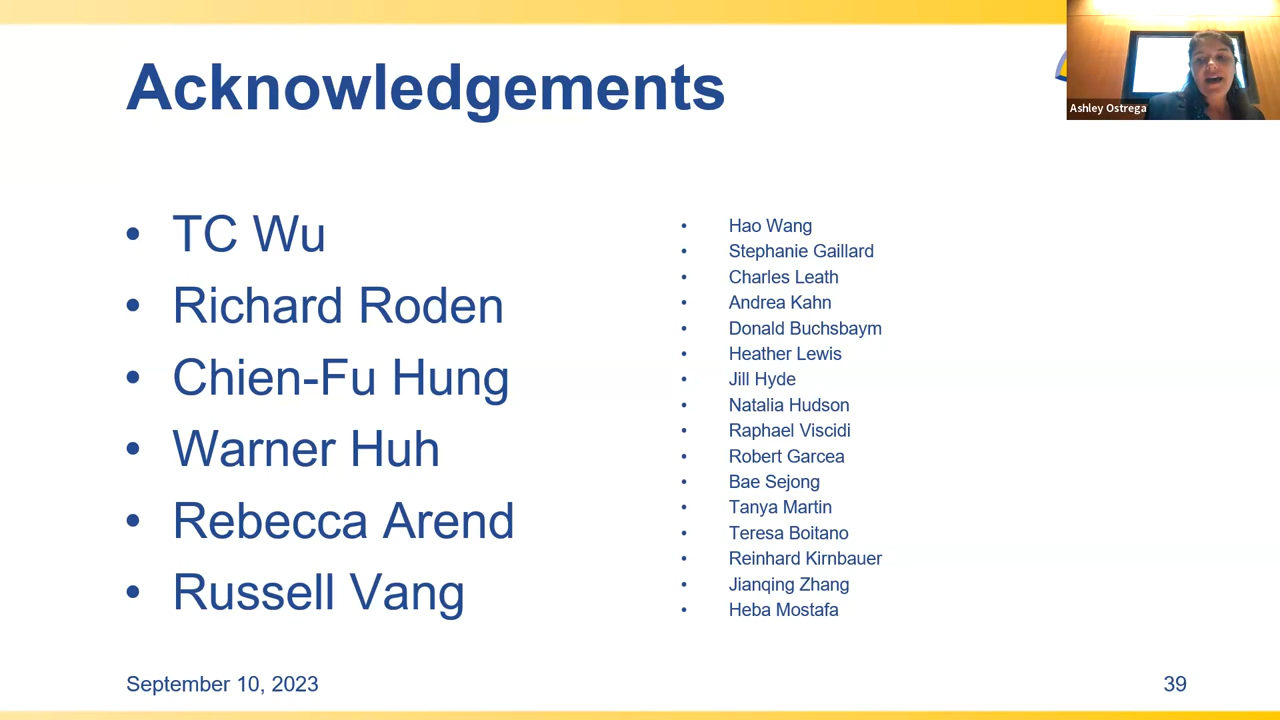 Acknowledgements
Ashley Ostrega
• TC Wu
• Richard Roden
• Chien-Fu Hung
• Warner Huh
• Rebecca Arend
• Russell Vang
• Hao Wang
• Stephanie Gaillard
• Charles Leath
• Andrea Kahn
• Donald Buchsbaym
• Heather Lewis
• Jill Hyde
• Natalia Hudson
• Raphael Viscidi
• Robert Garcea
• Bae Sejong
• Tanya Martin
• Teresa Boitano
• Reinhard Kirnbauer
• Jianqing Zhang
• Heba Mostafa
September 10, 2023
39